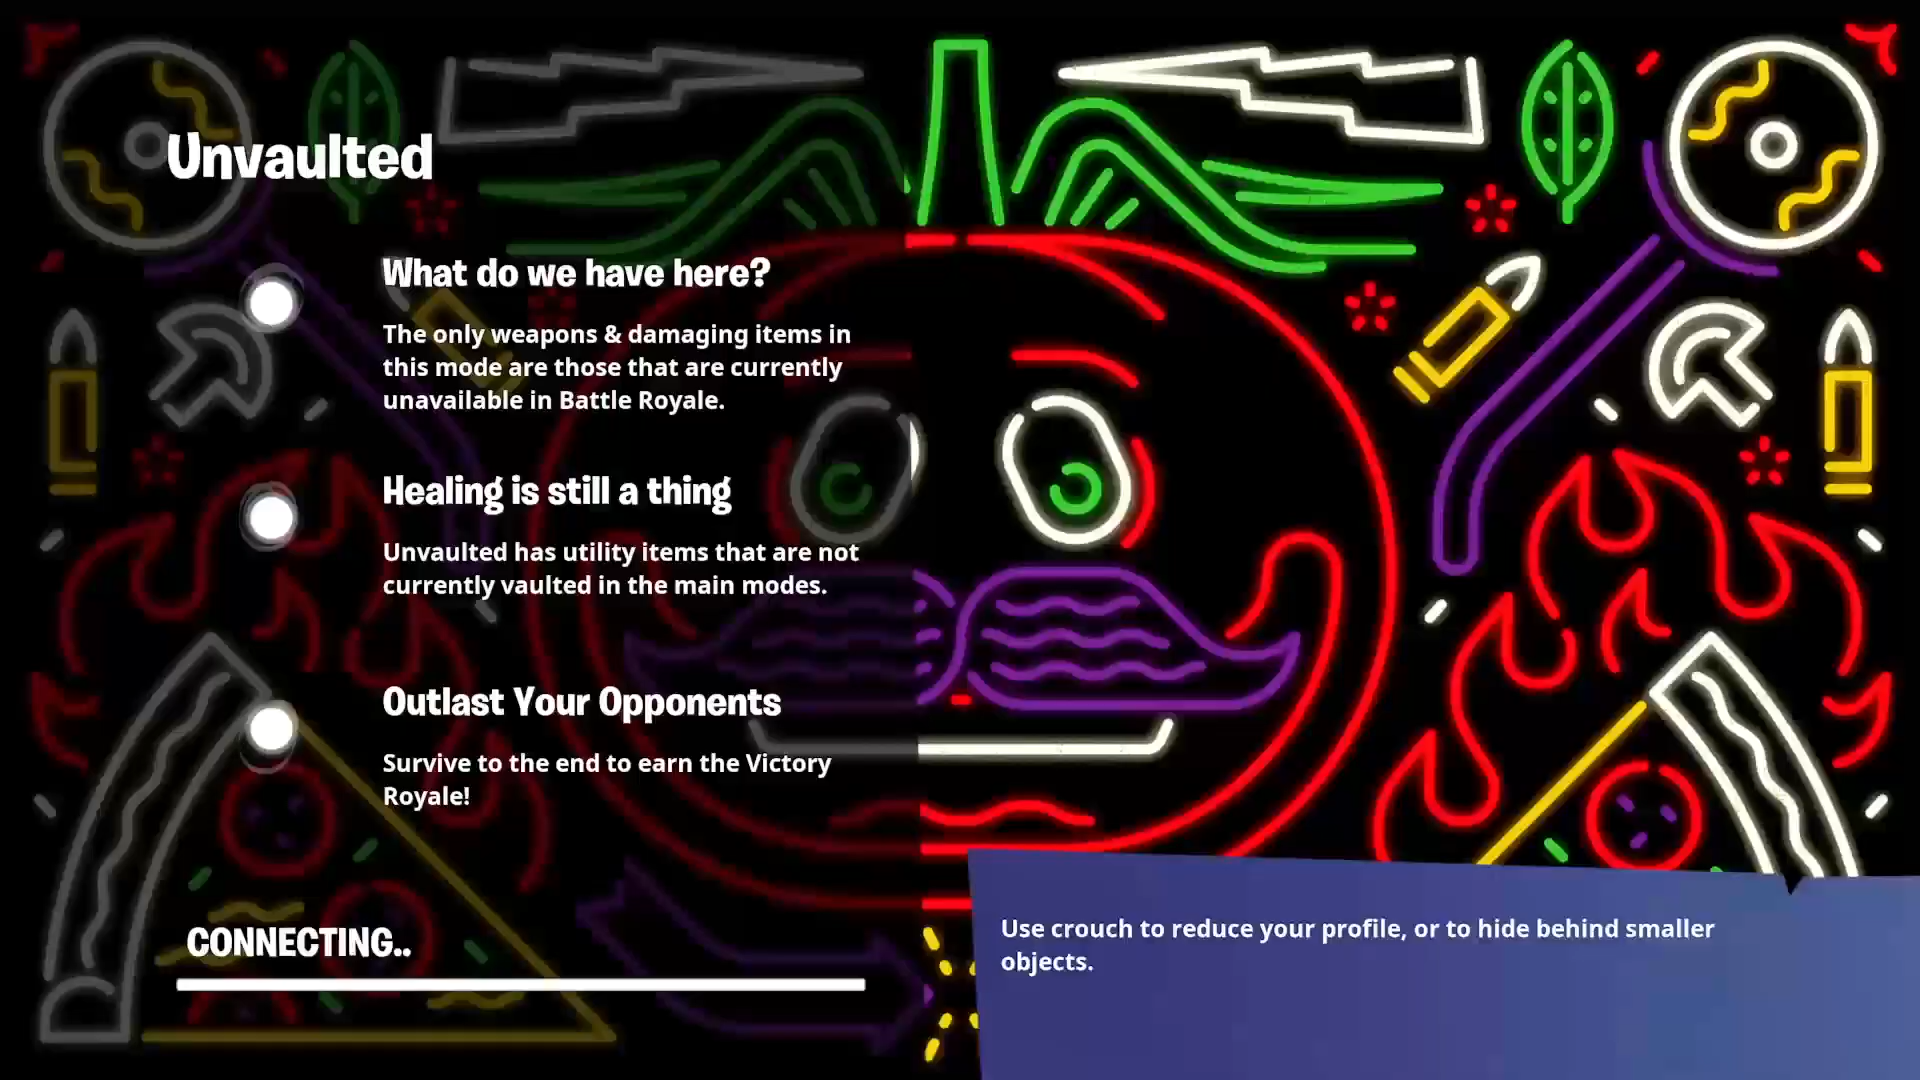 Unvaulted
What do we have here?
The only weapons & damaging items in
this mode are those that are currently
unavailable in Battle Royale.
Healing is still a thing
Unvaulted has utility items that are not
currently vaulted in the main modes.
Outlast Your Opponents
Survive to the end to earn the Victory
Royale!
CONNECTING..
Use crouch to reduce your profile, or to hide behind smaller
objects.